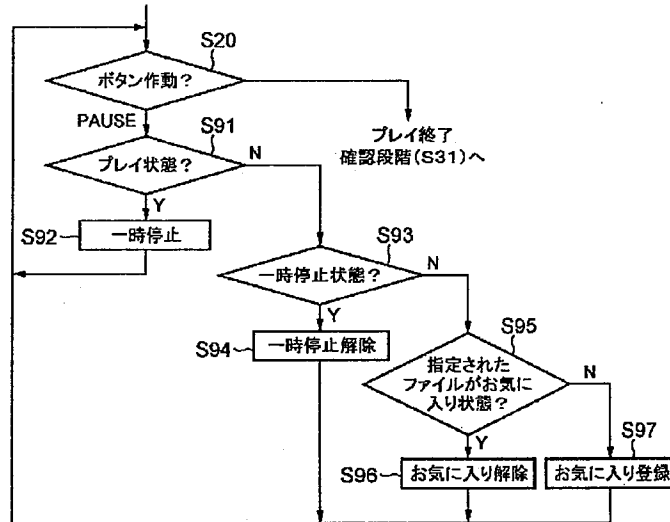 S20
ボタン作動？
PAUSE
S91
プレイ終了
確認段階(S31)へ
プレイ状態？
N
Y
S92
一時停止
S93
一時停止状態？
N
Y
S94
一時停止解除
S95
指定された
ファイルがお気に
入り状態？
N
Y
S96
お気に入り解除
S97
お気に入り登録